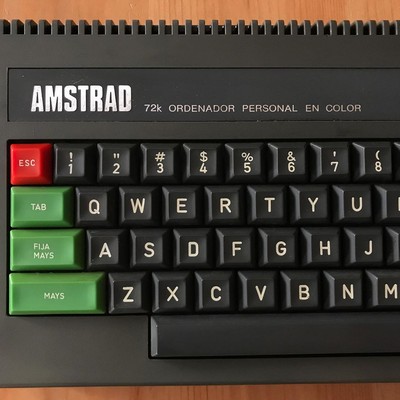 AMSTRAD 72k ORDENADOR PERSONAL EN COLOR
ESC ! 1 " 2 # 3 $ 4 % 5 & 6 ' 7 ( 8
TAB Q W E R T Y U
FIJA MAYS A S D F G H J
MAYS Z X C V B N M